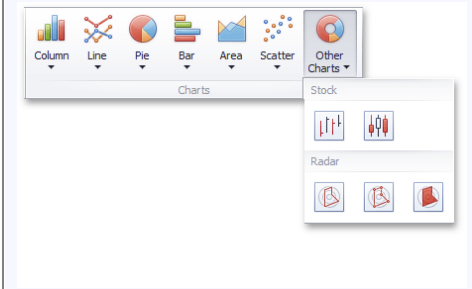 Column Line Pie Bar Area Scatter Other
Charts
Charts
Stock
Radar